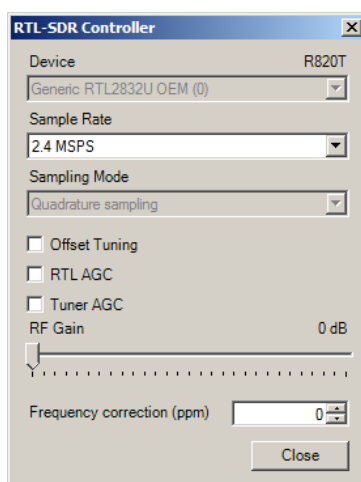 RTL-SDR Controller
Device R820T
Generic RTL2832U OEM (0)
Sample Rate
2.4 MSPS
Sampling Mode
Quadrature sampling
Offset Tuning
RTL AGC
Tuner AGC
RF Gain 0 dB
Frequency correction (ppm) 0
Close